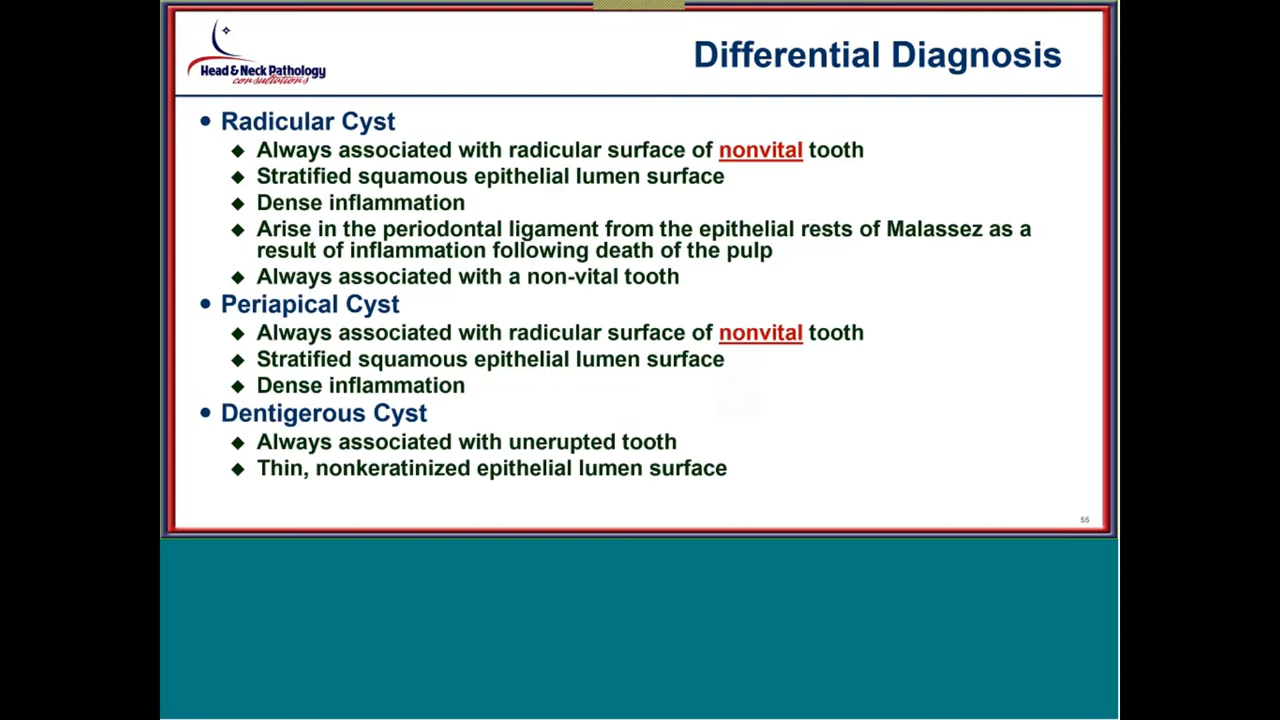 Head & Neck Pathology
consultations
Differential Diagnosis
• Radicular Cyst
◆ Always associated with radicular surface of nonvital tooth
◆ Stratified squamous epithelial lumen surface
◆ Dense inflammation
◆ Arise in the periodontal ligament from the epithelial rests of Malassez as a
result of inflammation following death of the pulp
◆ Always associated with a non-vital tooth
• Periapical Cyst
◆ Always associated with radicular surface of nonvital tooth
◆ Stratified squamous epithelial lumen surface
◆ Dense inflammation
• Dentigerous Cyst
◆ Always associated with unerupted tooth
◆ Thin, nonkeratinized epithelial lumen surface
55